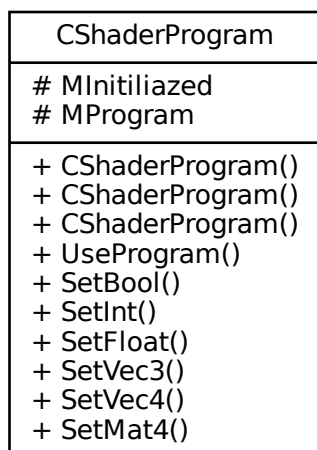 CShaderProgram
# MInitiliazed
# MProgram
+ CShaderProgram()
+ CShaderProgram()
+ CShaderProgram()
+ UseProgram()
+ SetBool()
+ SetInt()
+ SetFloat()
+ SetVec3()
+ SetVec4()
+ SetMat4()